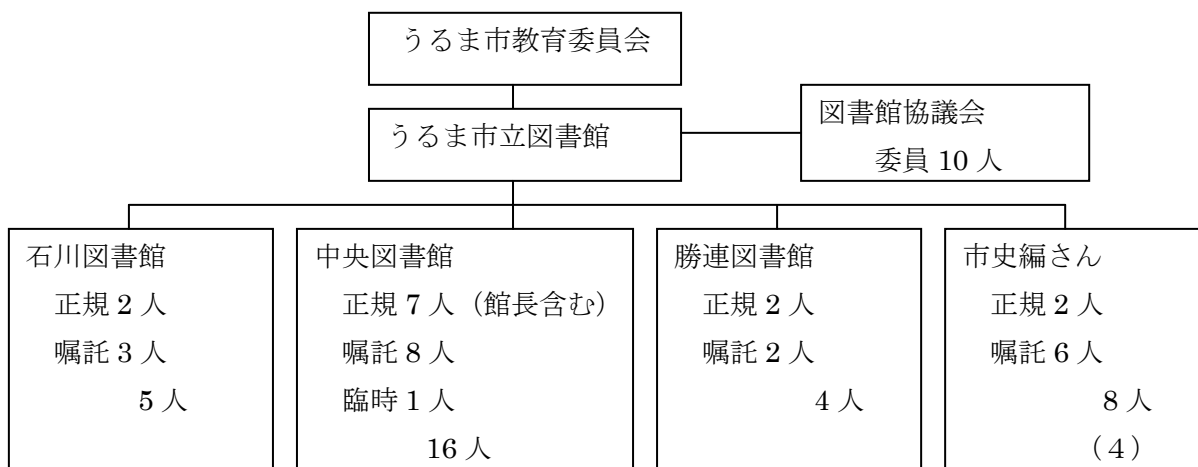 うるま市教育委員会
うるま市立図書館
図書館協議会
委員 10 人
石川図書館
正規 2 人
嘱託 3 人
5 人
中央図書館
正規 7 人（館長含む）
嘱託 8 人
臨時 1 人
16 人
勝連図書館
正規 2 人
嘱託 2 人
4 人
市史編さん
正規 2 人
嘱託 6 人
8 人
（４）